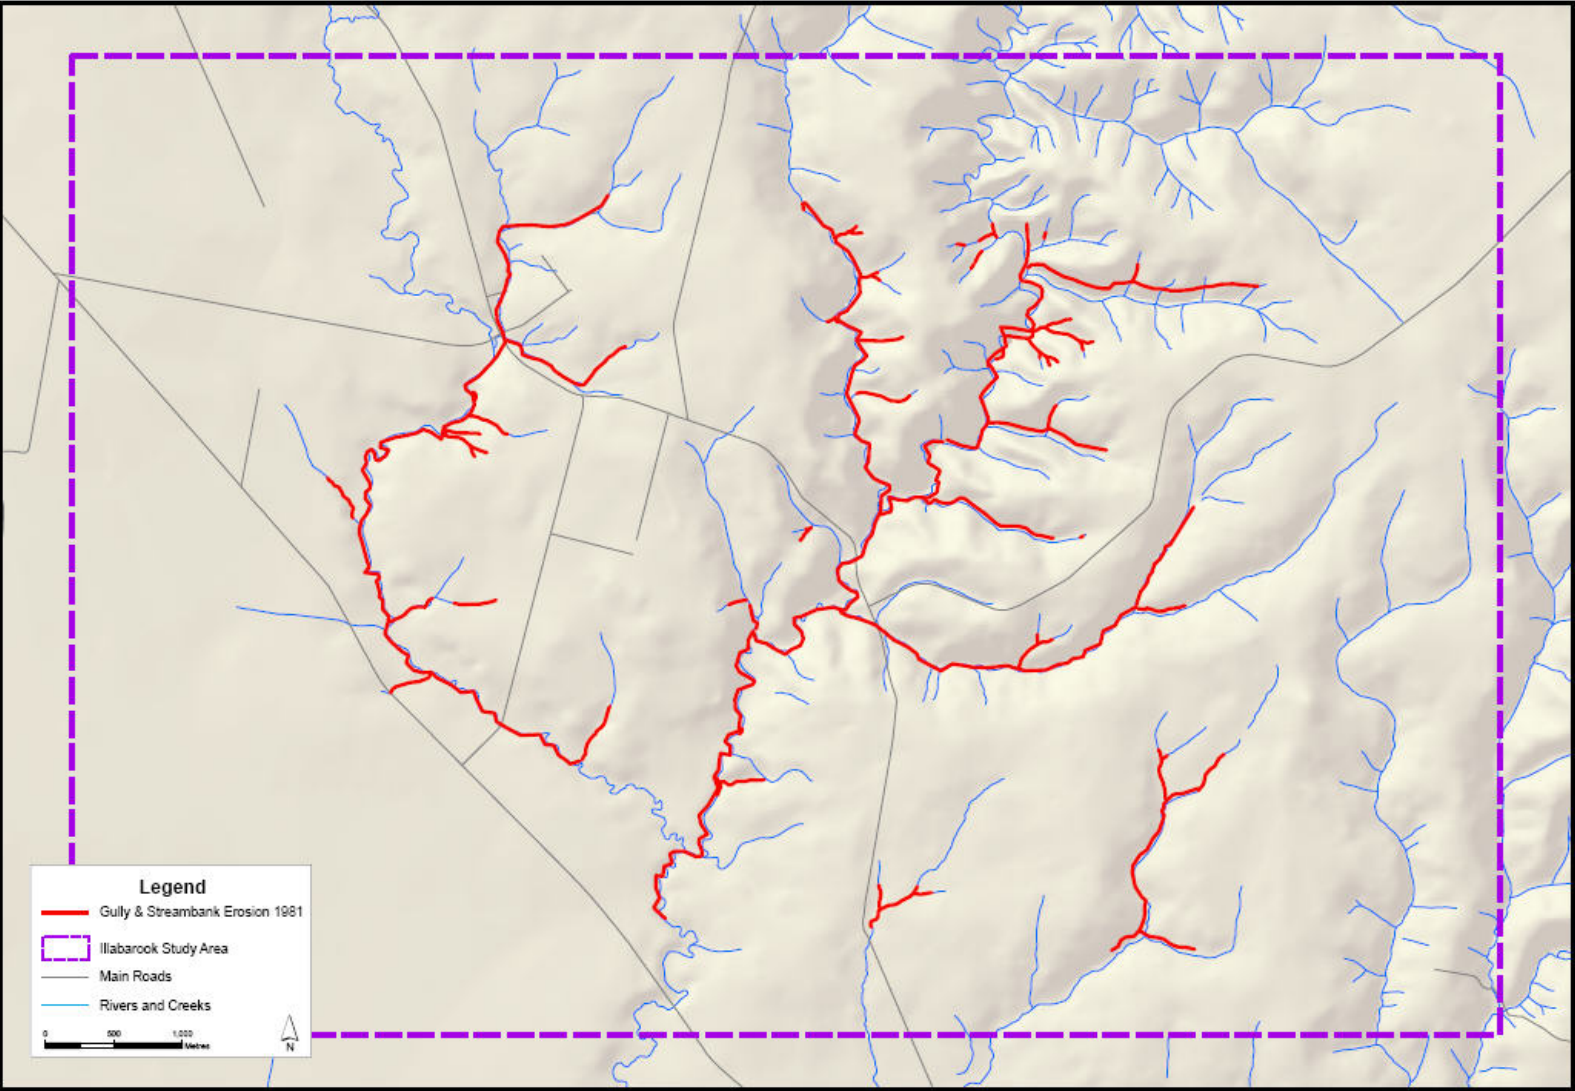 Legend
Gully & Streambank Erosion 1981
Illabarook Study Area
Main Roads
Rivers and Creeks
0 500 1,000
Metres
N